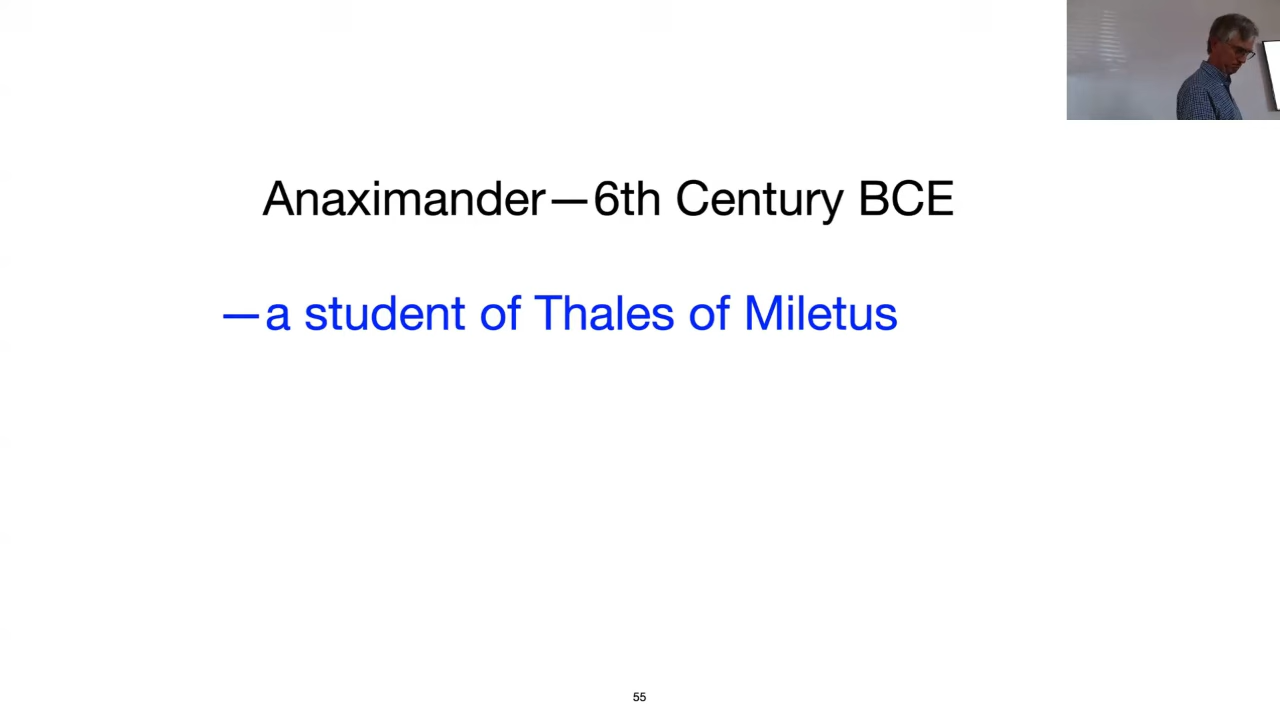 Anaximander—6th Century BCE
—a student of Thales of Miletus
55